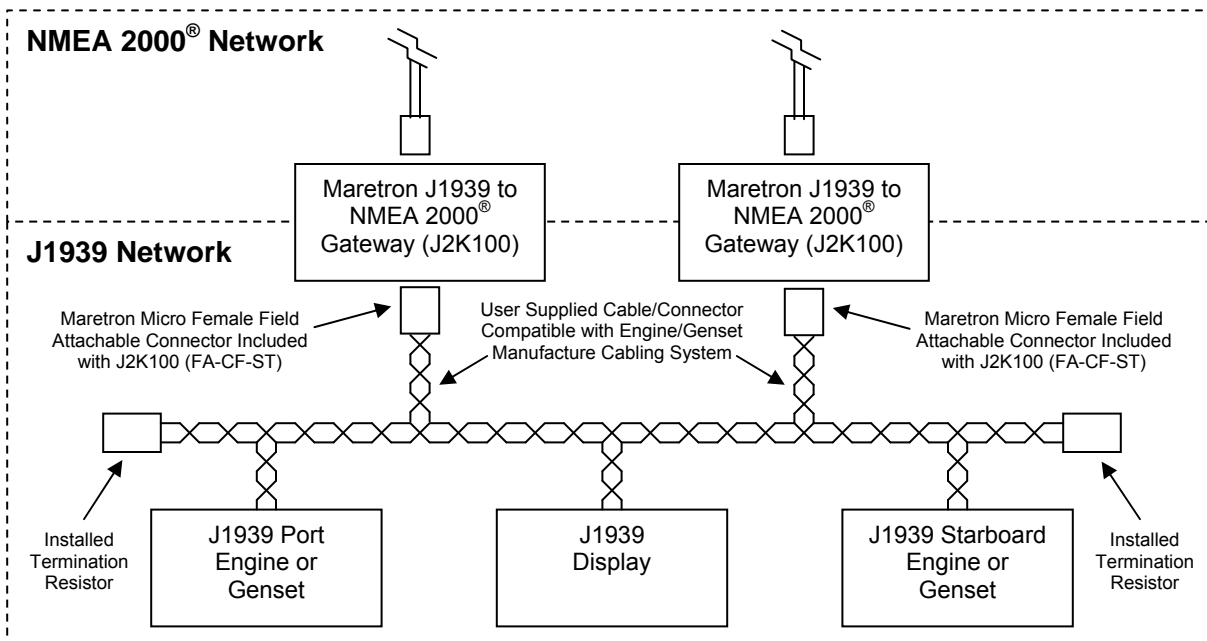 NMEA 2000® Network
Maretron J1939 to
NMEA 2000®
Gateway (J2K100)
Maretron J1939 to
NMEA 2000®
Gateway (J2K100)
J1939 Network
Maretron Micro Female Field
Attachable Connector Included
with J2K100 (FA-CF-ST)
User Supplied Cable/Connector
Compatible with Engine/Genset
Manufacture Cabling System
Maretron Micro Female Field
Attachable Connector Included
with J2K100 (FA-CF-ST)
Installed
Termination
Resistor
J1939 Port
Engine or
Genset
J1939
Display
J1939 Starboard
Engine or
Genset
Installed
Termination
Resistor